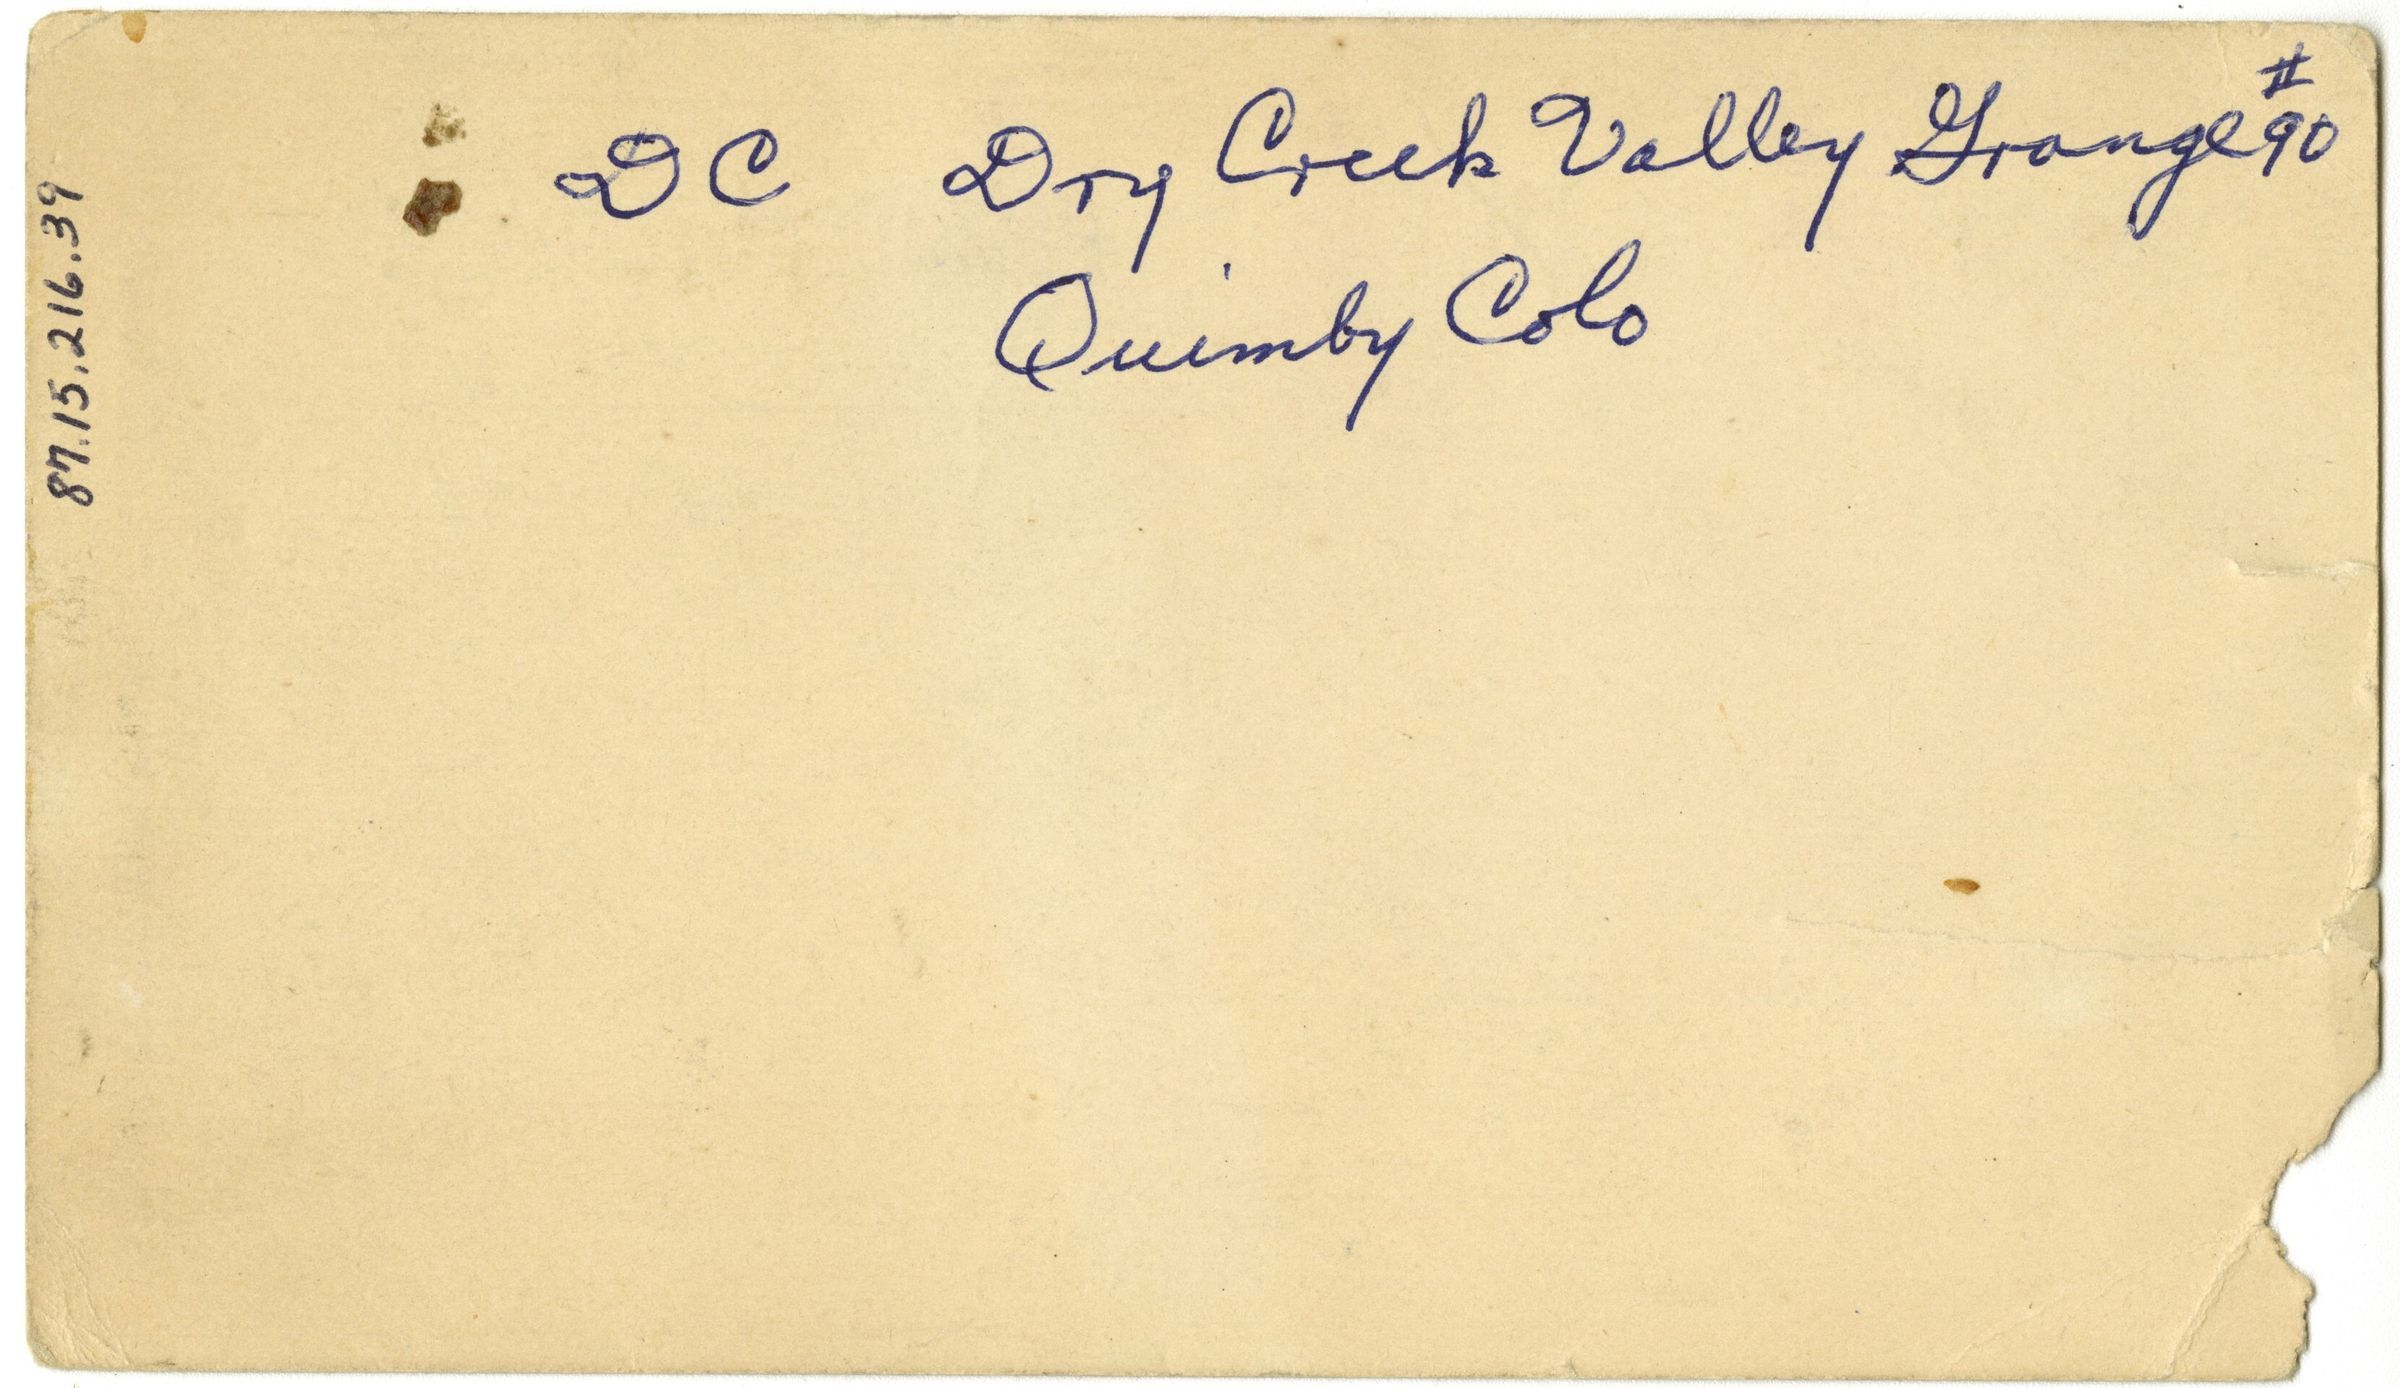 DC Dry Creek Valley Grange #90
Quimby Colo
87.15.216.39